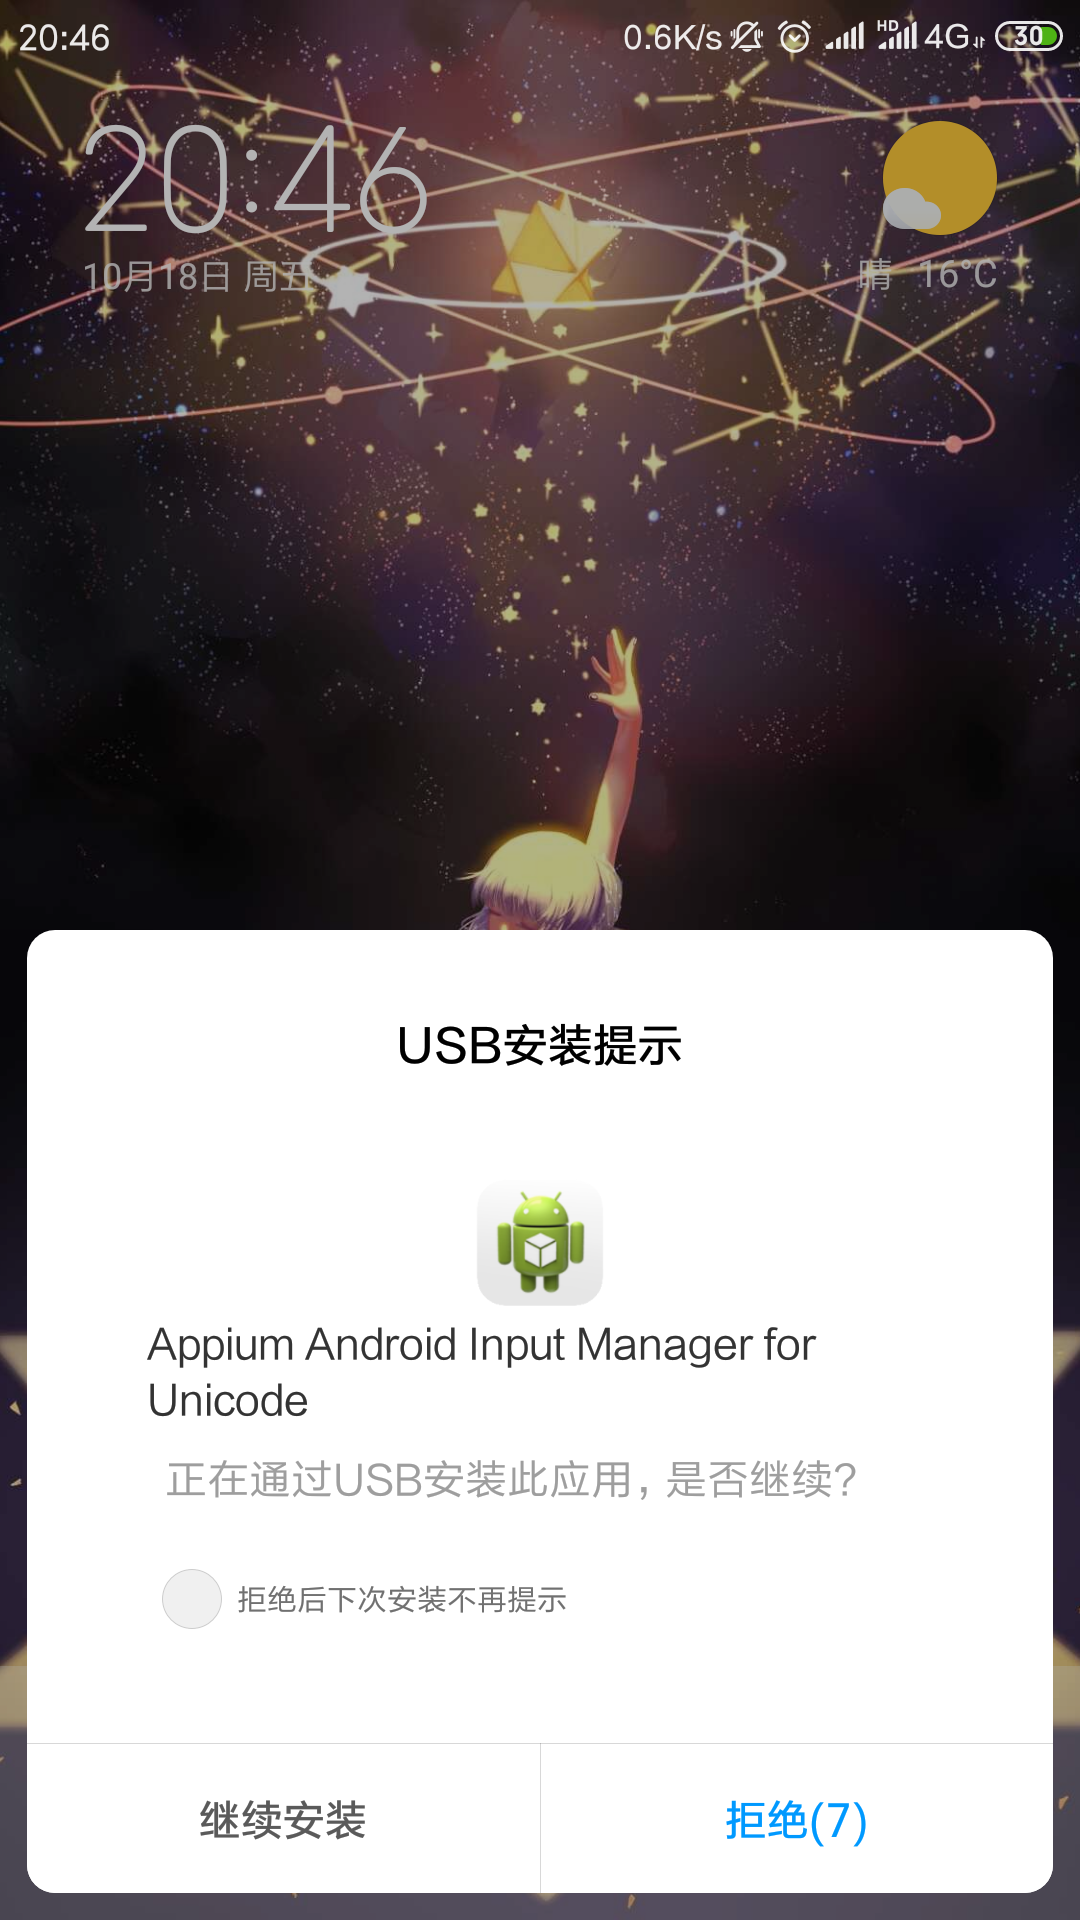 20:46
0.6K/s HD 4G 30
20:46
10月18日 周五
晴 16°C
USB安装提示
Appium Android Input Manager for
Unicode
正在通过USB安装此应用，是否继续？
拒绝后下次安装不再提示
继续安装
拒绝(7)